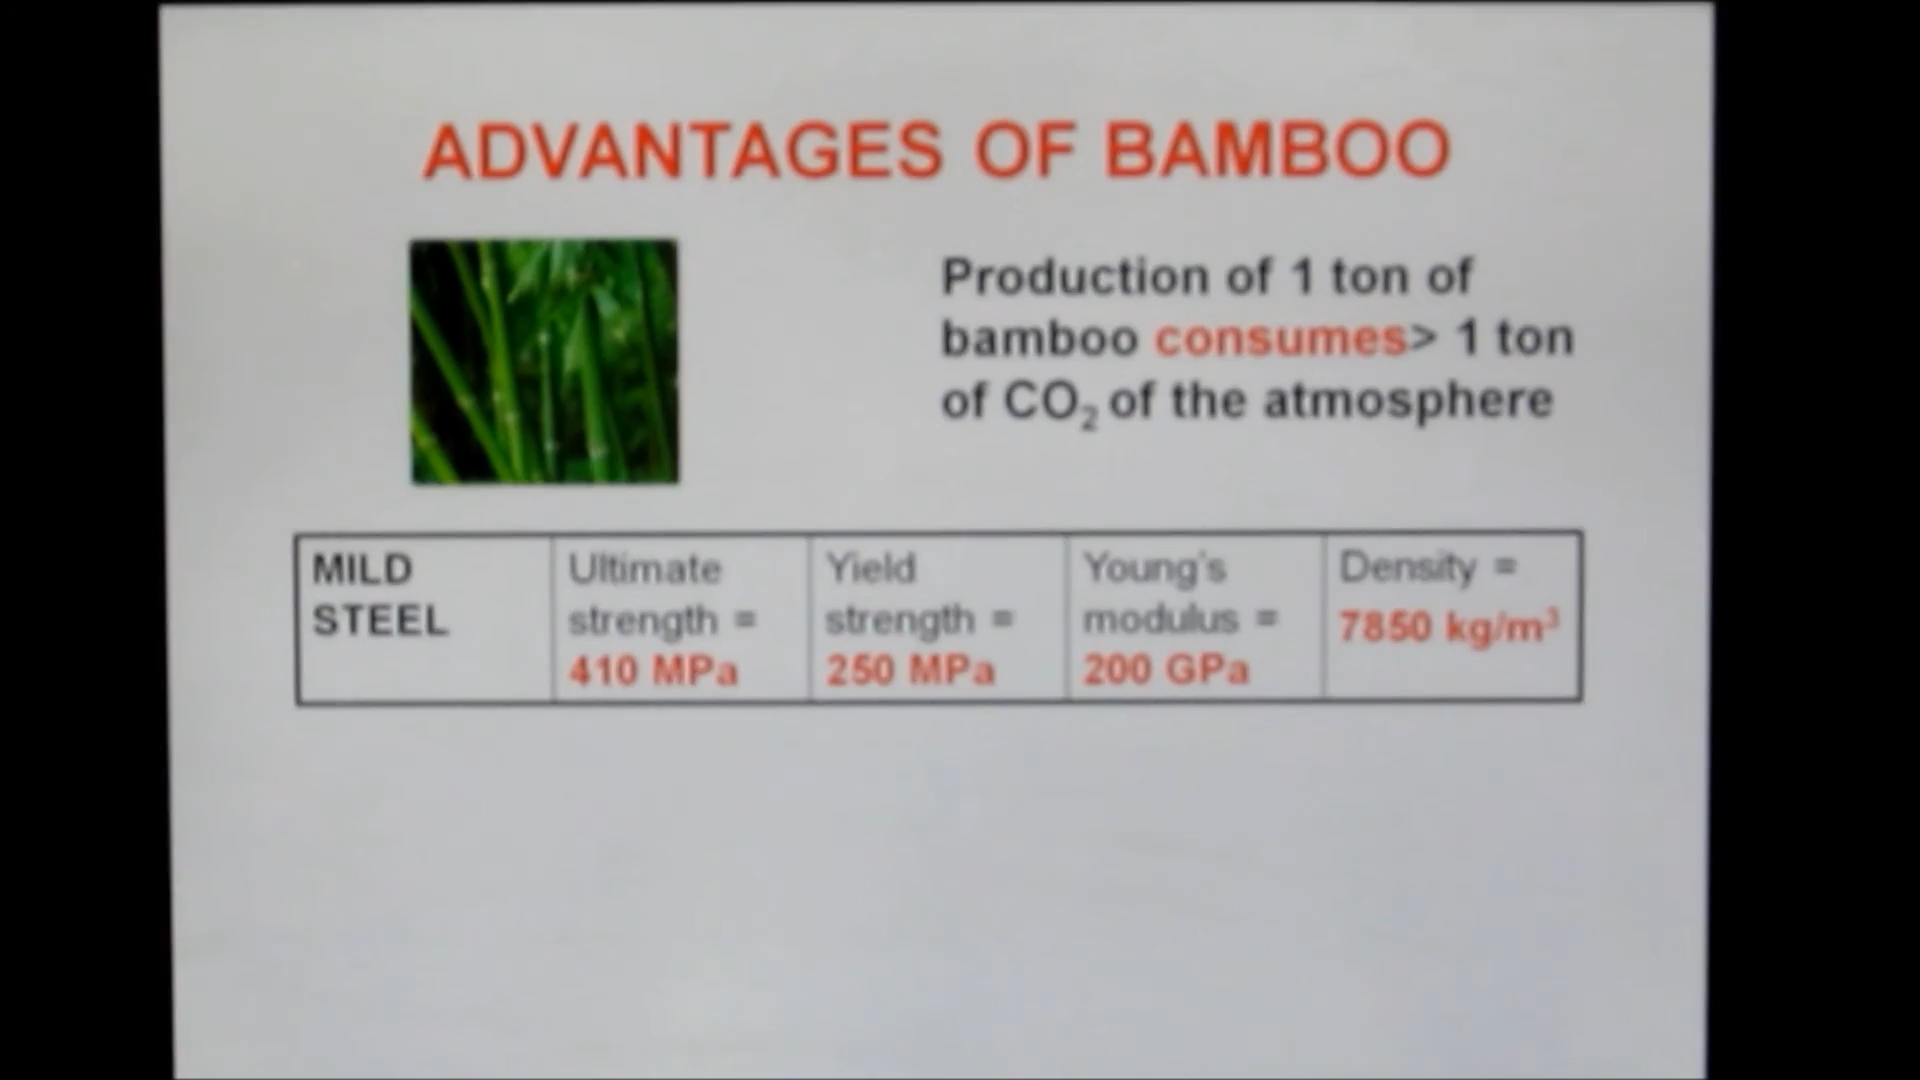 ADVANTAGES OF BAMBOO
Production of 1 ton of
bamboo consumes> 1 ton
of CO₂ of the atmosphere
MILD
STEEL
Ultimate
strength =
410 MPa
Yield
strength =
250 MPa
Young's
modulus =
200 GPa
Density =
7850 kg/m³